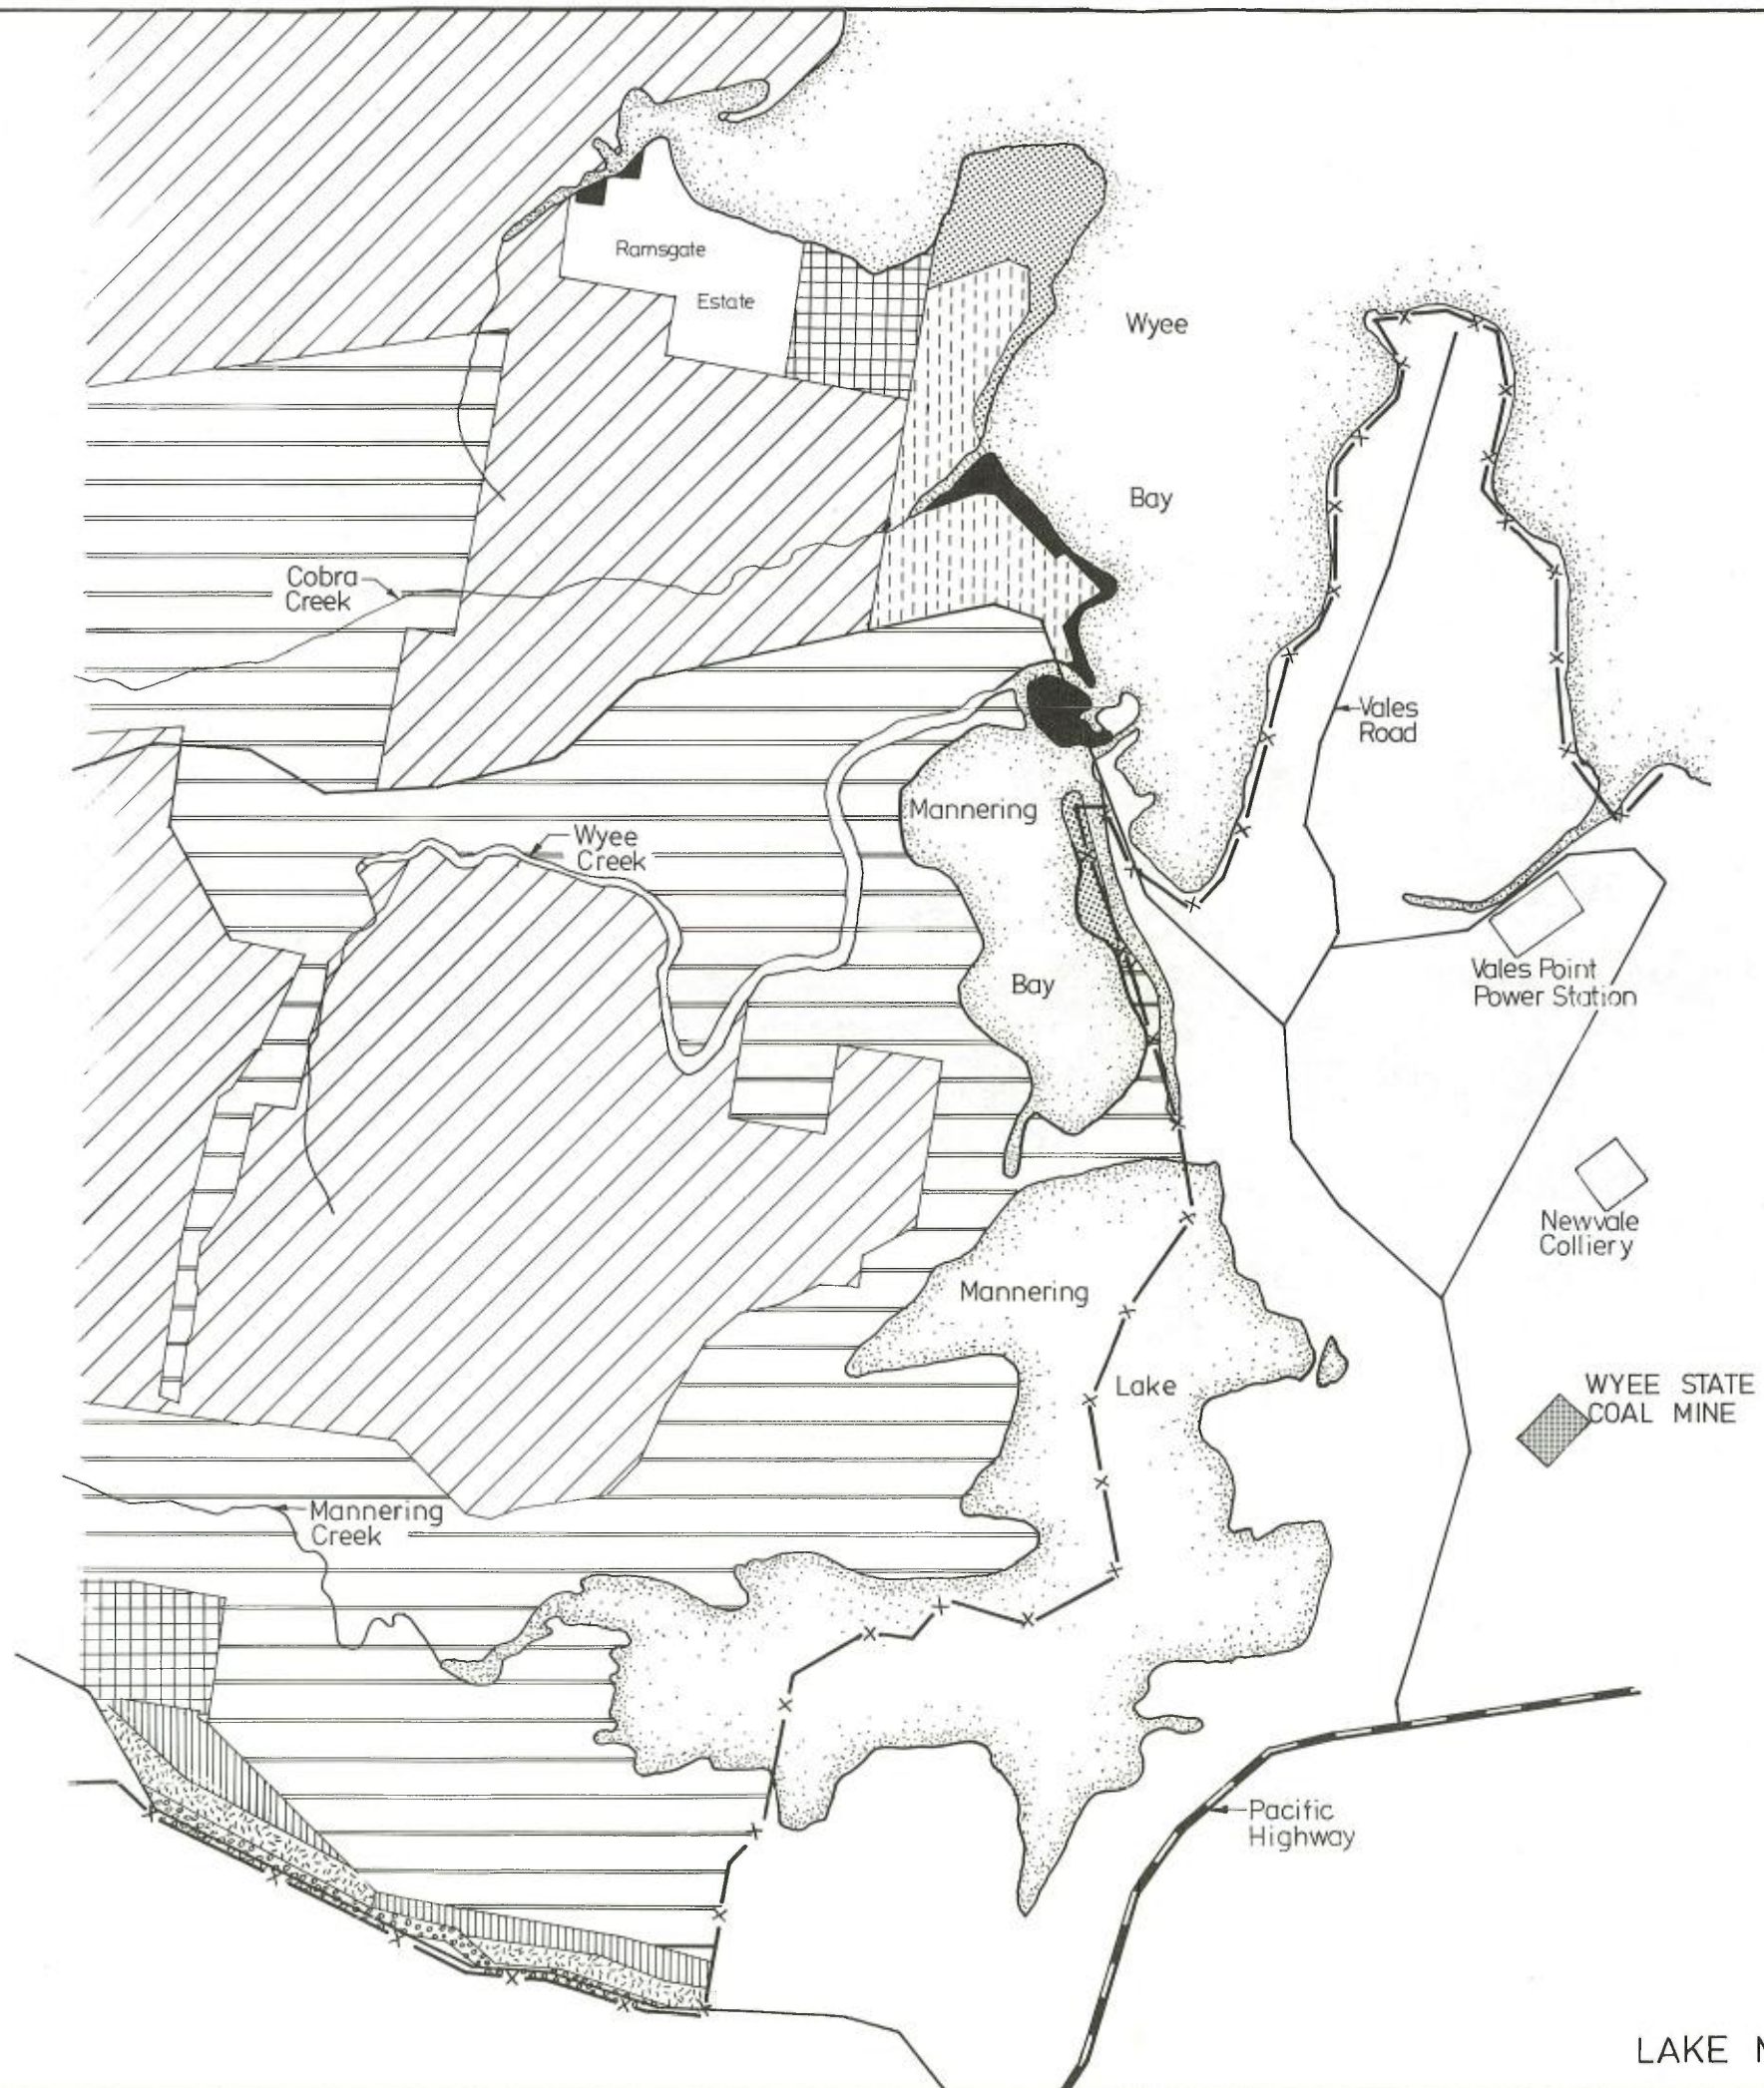 Ramsgate
Estate
Wyee
Bay
Cobra
Creek
Vales
Road
Mannering
Wyee
Creek
Bay
Vales Point
Power Station
Newvale
Colliery
Mannering
Lake
WYEE STATE
COAL MINE
Mannering
Creek
Pacific
Highway
LAKE